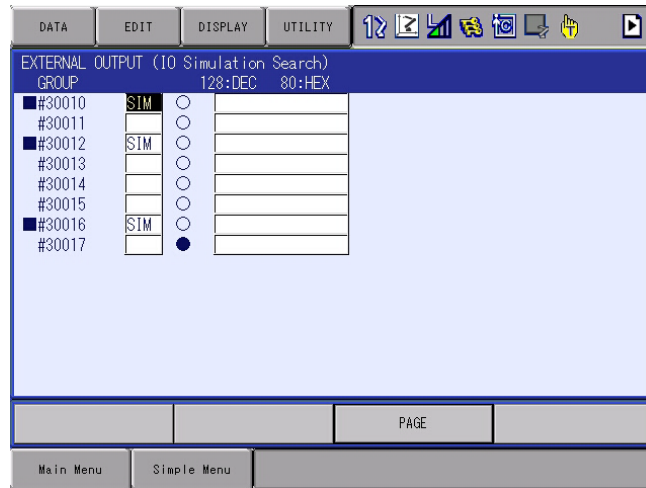 DATA EDIT DISPLAY UTILITY
EXTERNAL OUTPUT (IO Simulation Search)
GROUP 128:DEC 80:HEX
#30010 SIM
#30011
#30012 SIM
#30013
#30014
#30015
#30016 SIM
#30017
PAGE
Main Menu Simple Menu